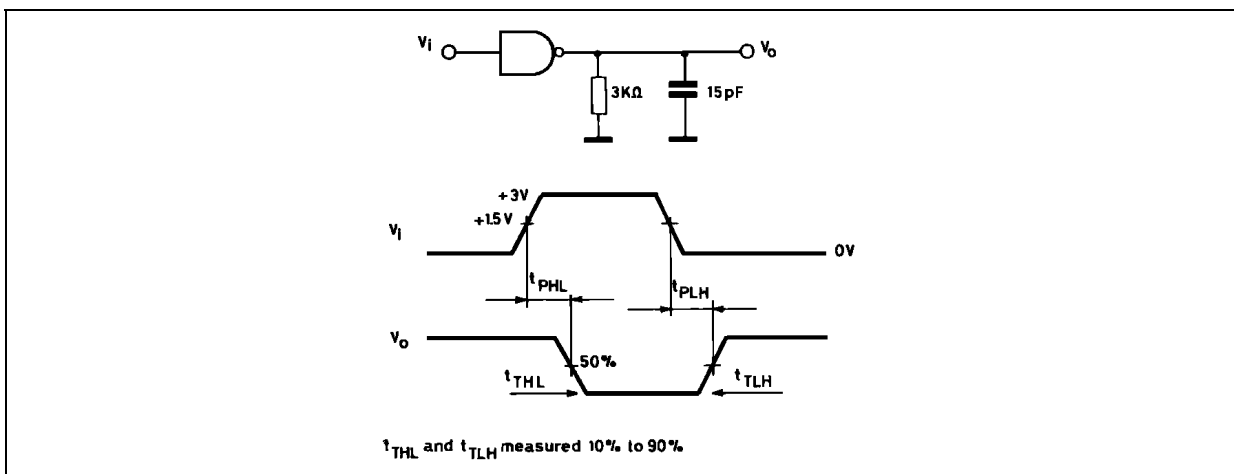 Vi
Vo
3KΩ
15pF
+3V
+1.5V
Vi
0V
tPHL
tPLH
Vo
50%
tTHL
tTLH
tTHL and tTLH measured 10% to 90%